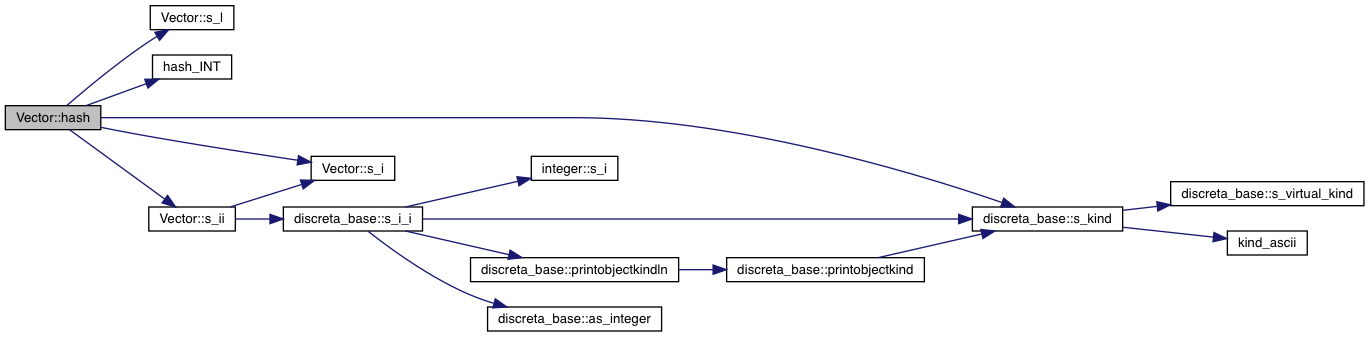 Vector::s_l
hash_INT
Vector::hash
Vector::s_i
integer::s_i
discreta_base::s_virtual_kind
Vector::s_ii
discreta_base::s_i_i
discreta_base::s_kind
kind_ascii
discreta_base::printobjectkindln
discreta_base::printobjectkind
discreta_base::as_integer